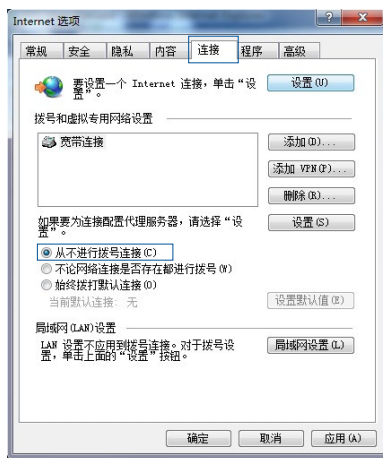 Internet 选项
常规 安全 隐私 内容 连接 程序 高级
要设置一个 Internet 连接，单击“设
置”。
设置(U)
拨号和虚拟专用网络设置
宽带连接
添加(D)...
添加 VPN(P)...
删除(R)...
如果要为连接配置代理服务器，请选择“设
置”。
设置(S)
从不进行拨号连接(C)
不论网络连接是否存在都进行拨号(W)
始终拨打默认连接(O)
当前默认连接: 无
设置默认值(E)
局域网(LAN)设置
LAN 设置不应用到拨号连接。对于拨号设
置，单击上面的“设置”按钮。
局域网设置(L)
确定 取消 应用(A)